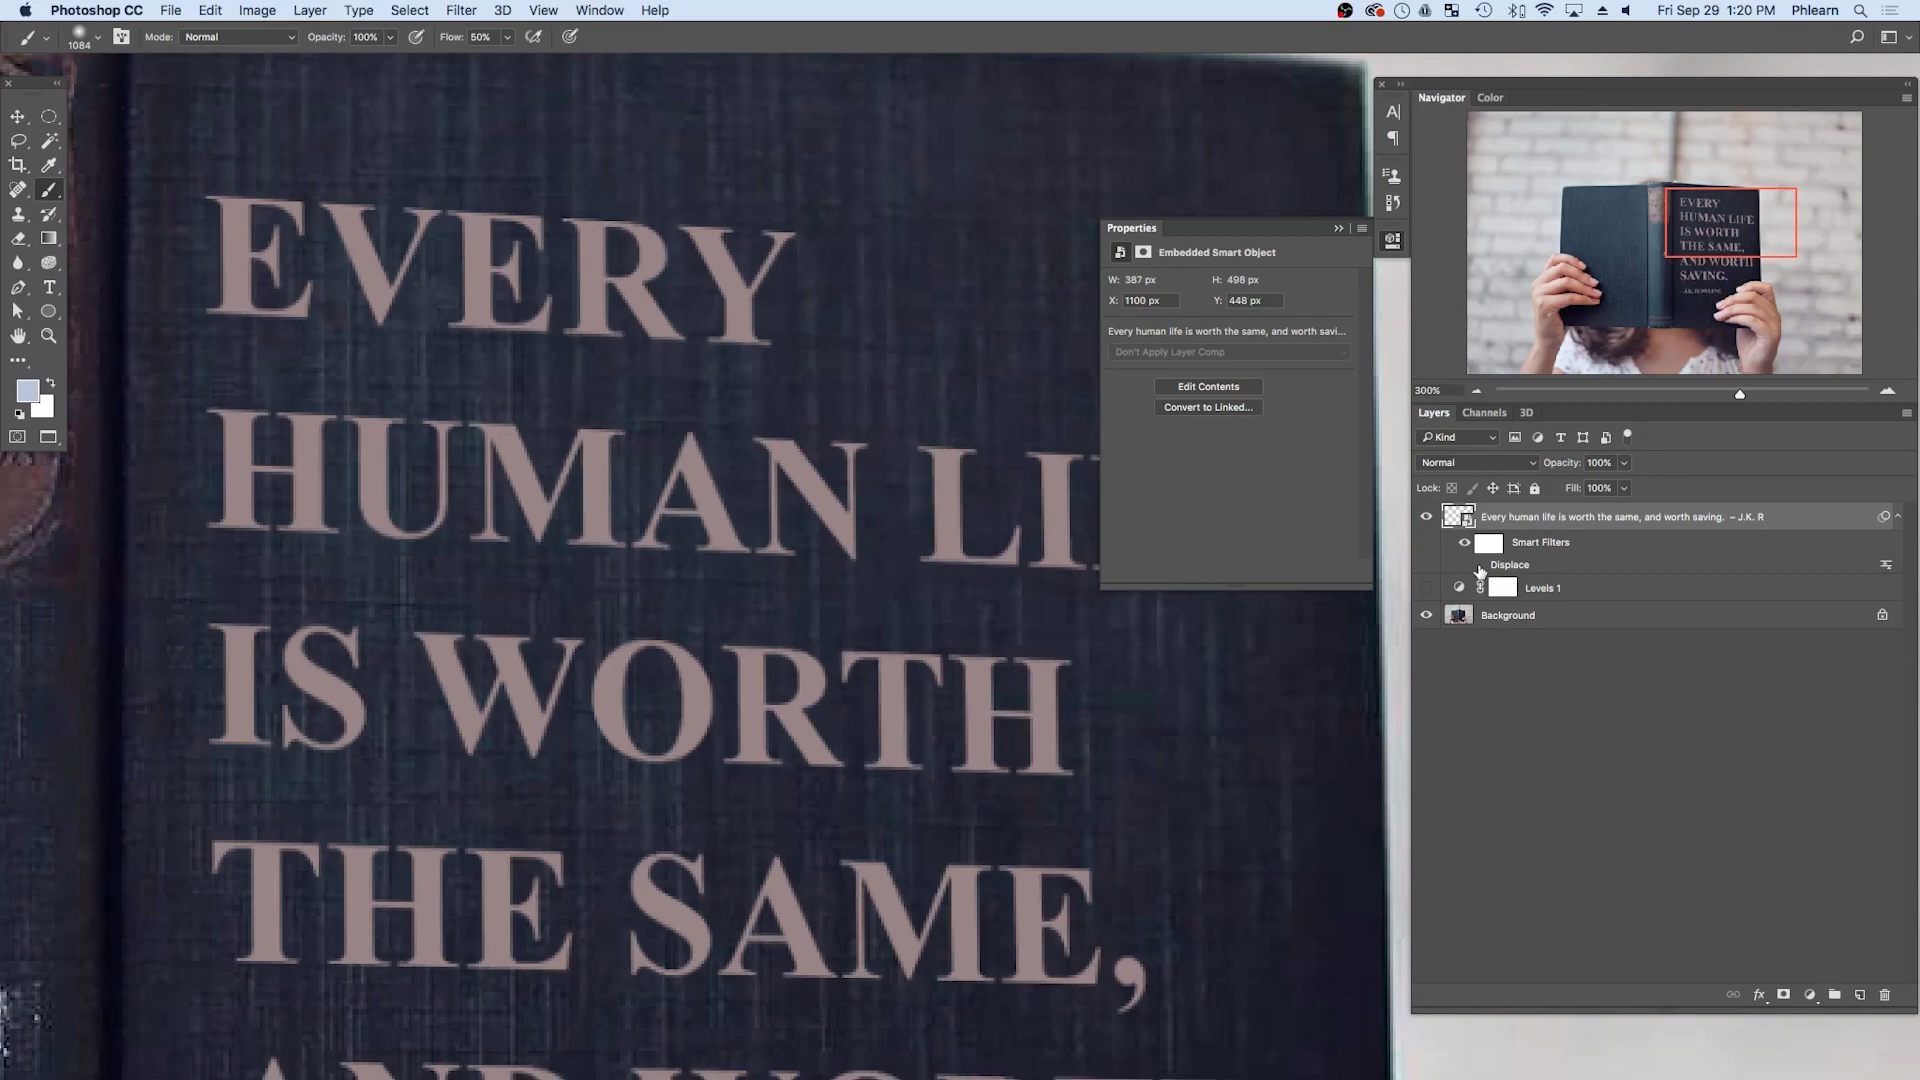 Photoshop CC File Edit Image Layer Type Select Filter 3D View Window Help Fri Sep 29 1:20 PM Phlearn
1084 Mode: Normal Opacity: 100% Flow: 50%
Navigator Color
EVERY
HUMAN LIFE
IS WORTH
THE SAME,
AND WORTH
SAVING.
J.K. ROWLING
EVERY
HUMAN LI
IS WORTH
THE SAME,
Properties
Embedded Smart Object
W: 387 px H: 498 px
X: 1100 px Y: 448 px
Every human life is worth the same, and worth savi...
Don't Apply Layer Comp
Edit Contents
Convert to Linked...
300%
Layers Channels 3D
Kind
Normal Opacity: 100%
Lock: Fill: 100%
Every human life is worth the same, and worth saving. – J.K. R
Smart Filters
Displace
Levels 1
Background